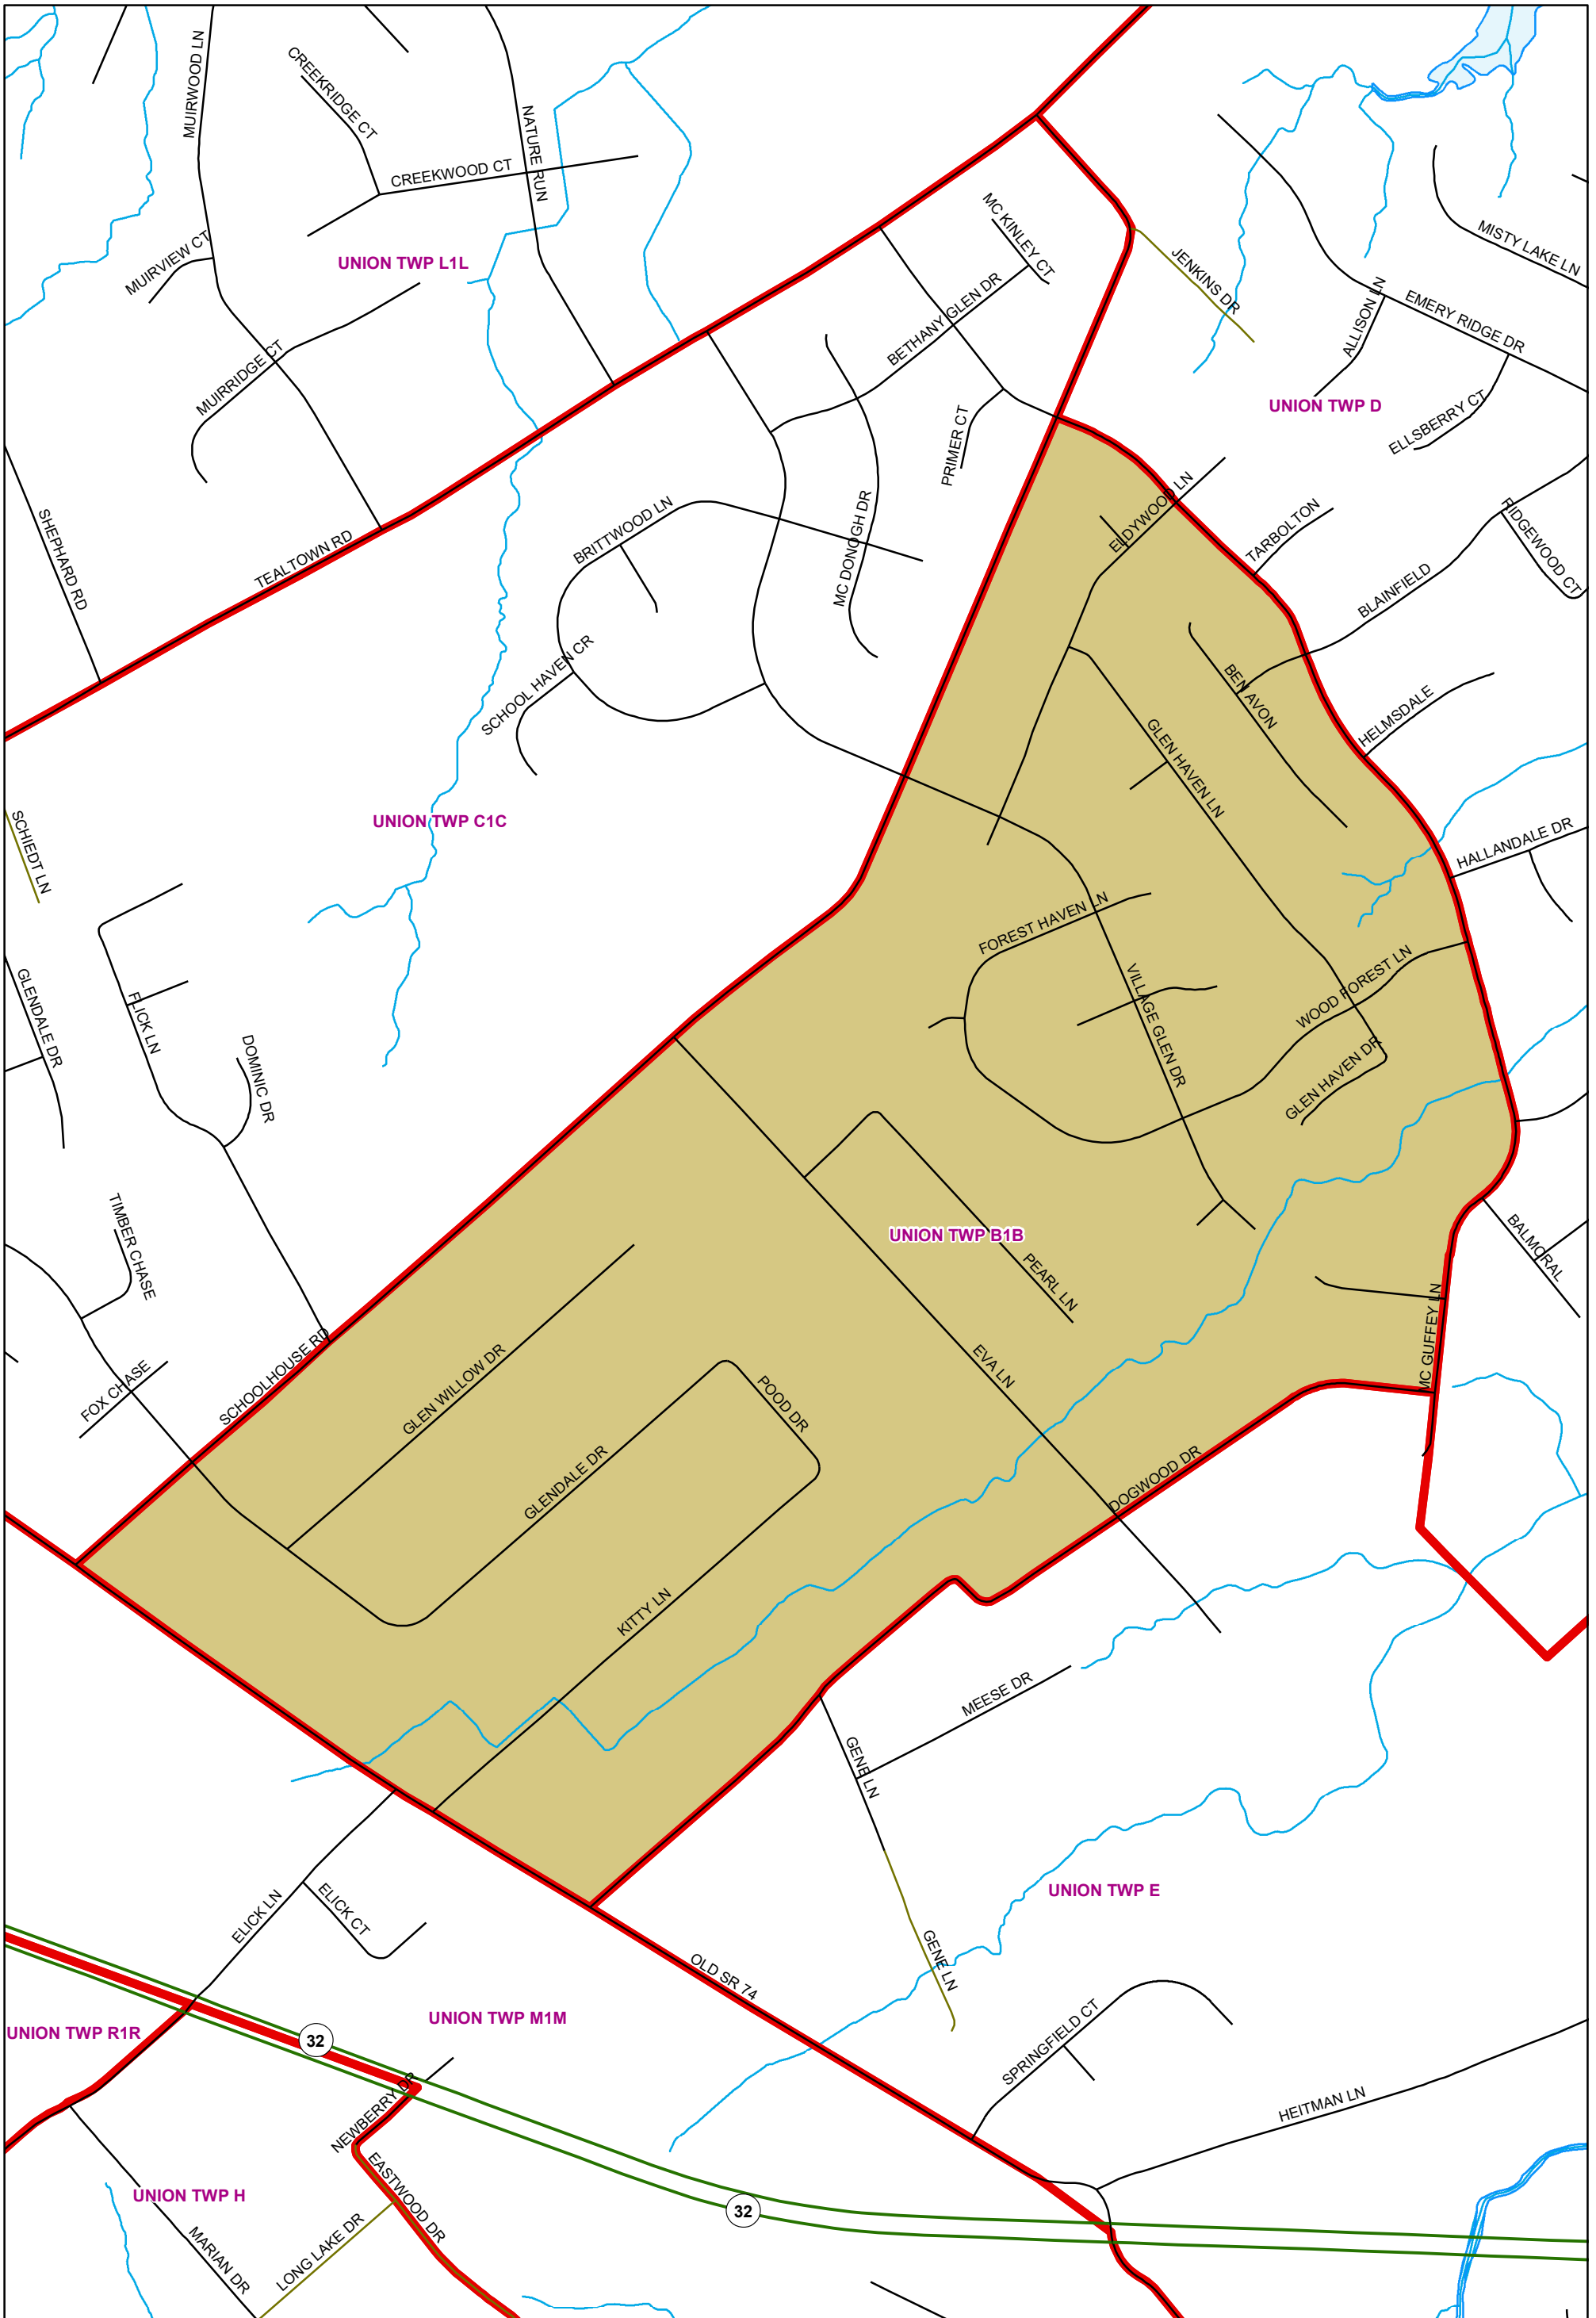 MUIRWOOD LN
CREEKRIDGE CT
NATURE RUN
CREEKWOOD CT
MUIRVIEW CT
UNION TWP L1L
MC KINLEY CT
JENKINS DR
MISTY LAKE LN
BETHANY GLEN DR
ALLISON LN
EMERY RIDGE DR
MUIRRIDGE CT
UNION TWP D
ELLSBERRY CT
PRIMER CT
SHEPHARD RD
TEALTOWN RD
BRITTWOOD LN
MC DONOGH DR
ELDYWOOD LN
TARBOLTON
RIDGEWOOD CT
BLAINFIELD
SCHOOL HAVEN CR
BEN AVON
HELMSDALE
GLEN HAVEN LN
SCHIEDT LN
UNION TWP C1C
HALLANDALE DR
FOREST HAVEN LN
GLENDALE DR
FLICK LN
DOMINIC DR
VILLAGE GLEN DR
WOOD FOREST LN
GLEN HAVEN DR
TIMBER CHASE
UNION TWP B1B
PEARL LN
BALMORAL
MC GUFFEY LN
FOX CHASE
SCHOOLHOUSE RD
GLEN WILLOW DR
EVA LN
POOD DR
GLENDALE DR
DOGWOOD DR
KITTY LN
MEESE DR
GENE LN
UNION TWP E
ELICK LN
ELICK CT
GENE LN
OLD SR 74
UNION TWP R1R
32
UNION TWP M1M
SPRINGFIELD CT
NEWBERRY DR
HEITMAN LN
UNION TWP H
EASTWOOD DR
32
MARIAN DR
LONG LAKE DR